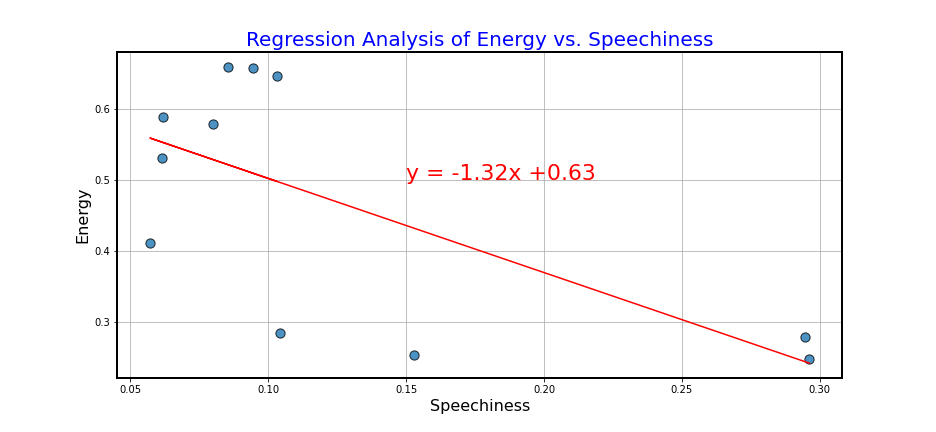 Regression Analysis of Energy vs. Speechiness
0.6
0.5
0.4
0.3
Energy
y = -1.32x +0.63
0.05 0.10 0.15 0.20 0.25 0.30
Speechiness